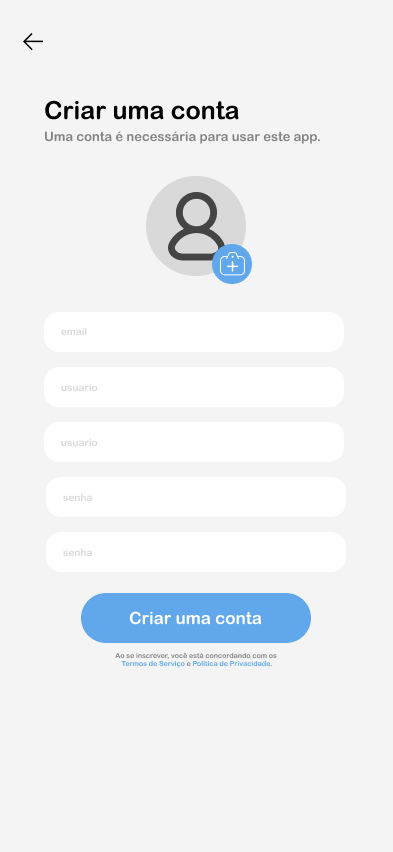 Criar uma conta
Uma conta é necessária para usar este app.
email
usuario
usuario
senha
senha
Criar uma conta
Ao se inscrever, você está concordando com os
Termos de Serviço e Política de Privacidade.